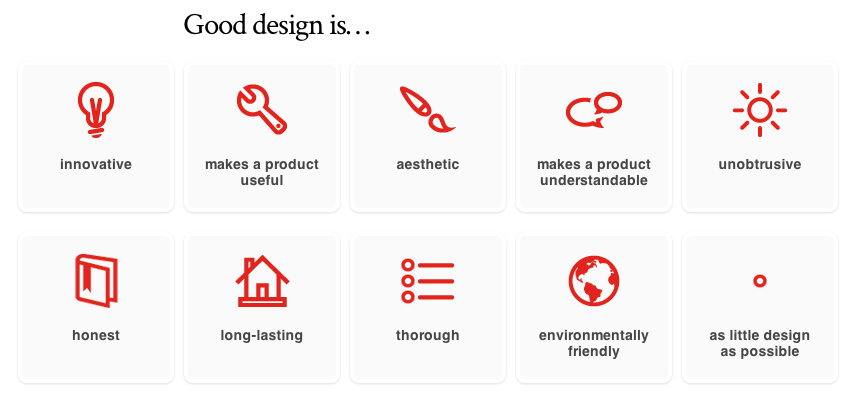 Good design is…
innovative
makes a product
useful
aesthetic
makes a product
understandable
unobtrusive
honest
long-lasting
thorough
environmentally
friendly
as little design
as possible